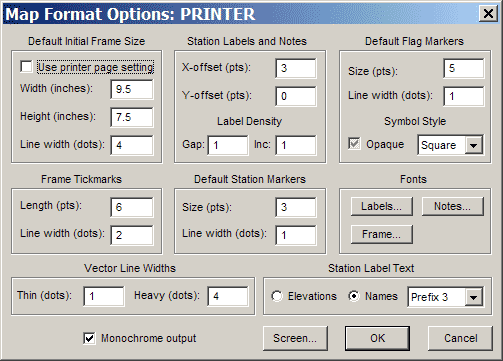 Map Format Options: PRINTER
Default Initial Frame Size
Use printer page setting
Width (inches): 9.5
Height (inches): 7.5
Line width (dots): 4
Station Labels and Notes
X-offset (pts): 3
Y-offset (pts): 0
Label Density
Gap: 1 Inc: 1
Default Flag Markers
Size (pts): 5
Line width (dots): 1
Symbol Style
Opaque Square
Frame Tickmarks
Length (pts): 6
Line width (dots): 2
Default Station Markers
Size (pts): 3
Line width (dots): 1
Fonts
Labels... Notes...
Frame...
Vector Line Widths
Thin (dots): 1 Heavy (dots): 4
Station Label Text
Elevations Names Prefix 3
Monochrome output Screen... OK Cancel